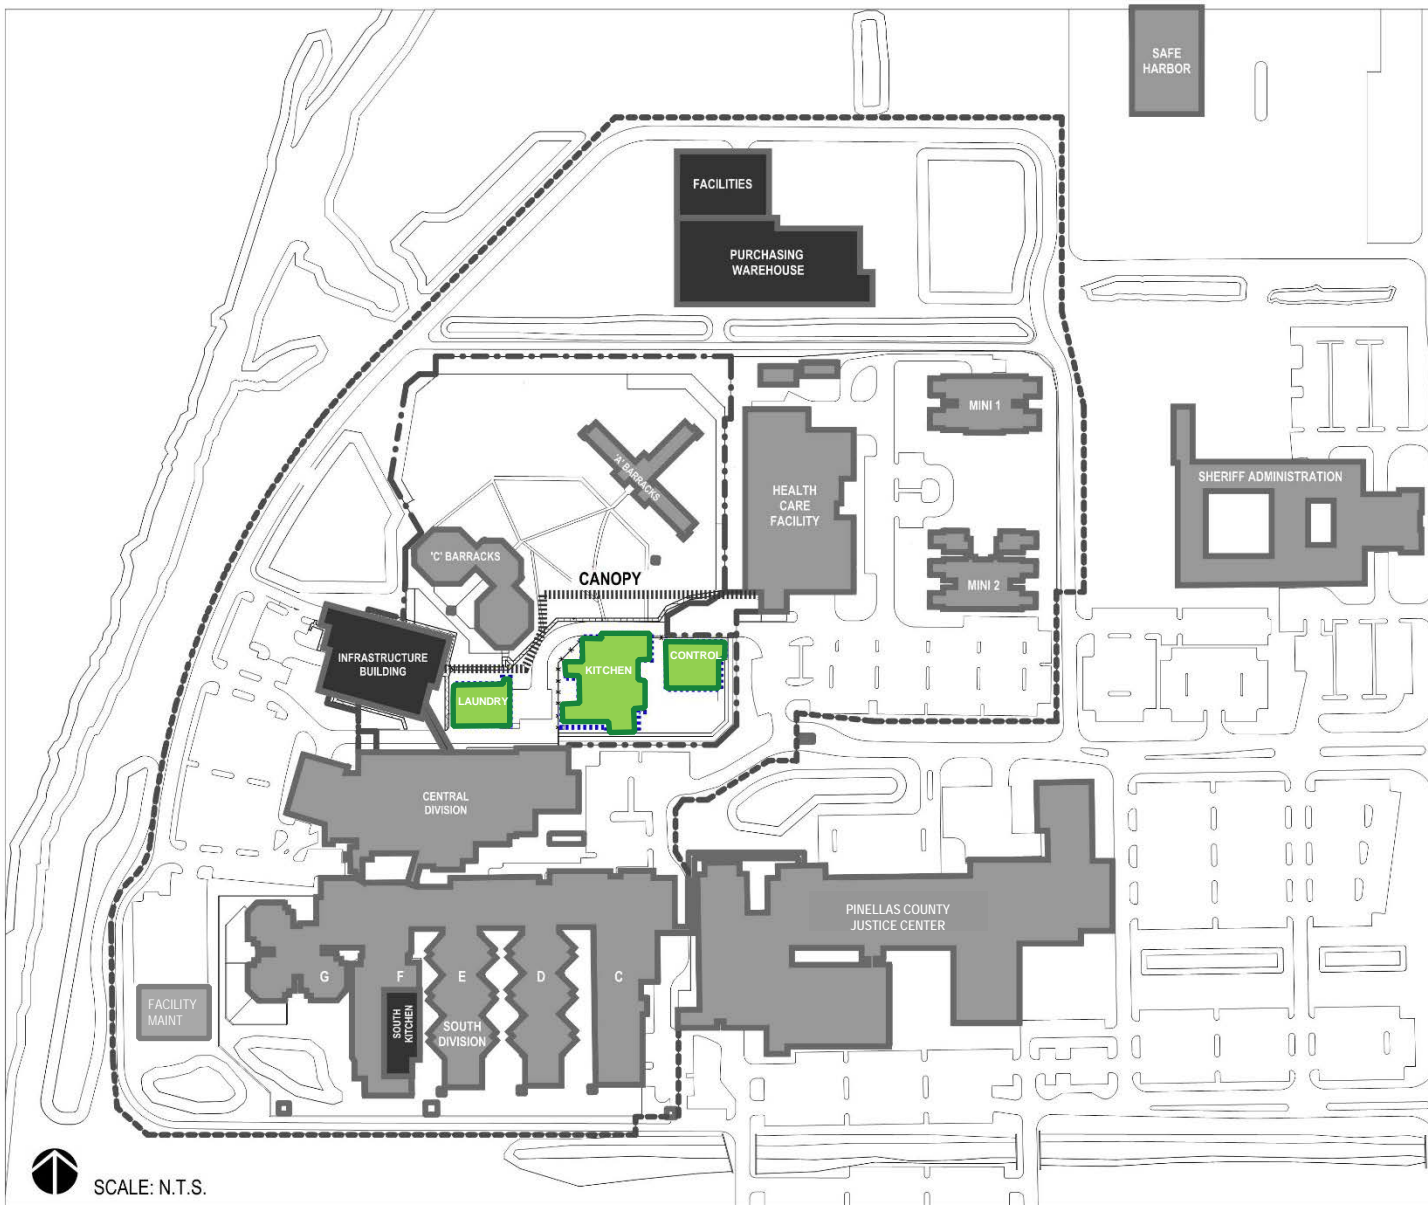 SAFE
HARBOR
FACILITIES
PURCHASING
WAREHOUSE
MINI 1
'A' BARRACKS
SHERIFF ADMINISTRATION
HEALTH
CARE
FACILITY
'C' BARRACKS
CANOPY
MINI 2
INFRASTRUCTURE
BUILDING
KITCHEN
CONTROL
LAUNDRY
CENTRAL
DIVISION
PINELLAS COUNTY
JUSTICE CENTER
G
F
E
D
C
FACILITY
MAINT
SOUTH
KITCHEN
SOUTH
DIVISION
SCALE: N.T.S.